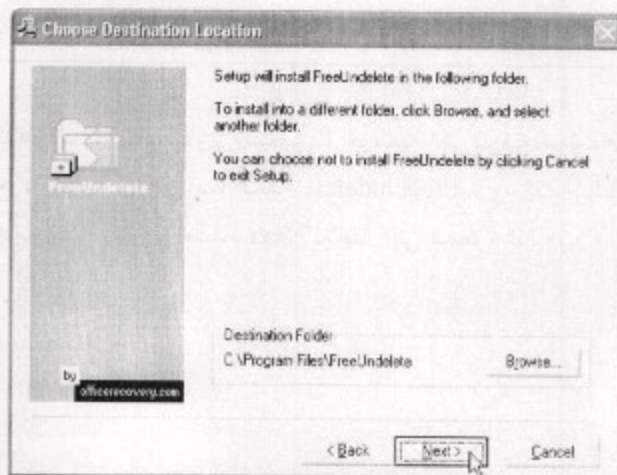 Choose Destination Location
Setup will install FreeUndelete in the following folder.
To install into a different folder, click Browse, and select
another folder.
You can choose not to install FreeUndelete by clicking Cancel
to exit Setup.
FreeUndelete
Destination Folder
C:\Program Files\FreeUndelete
Browse...
by
officerecovery.com
< Back
Next >
Cancel